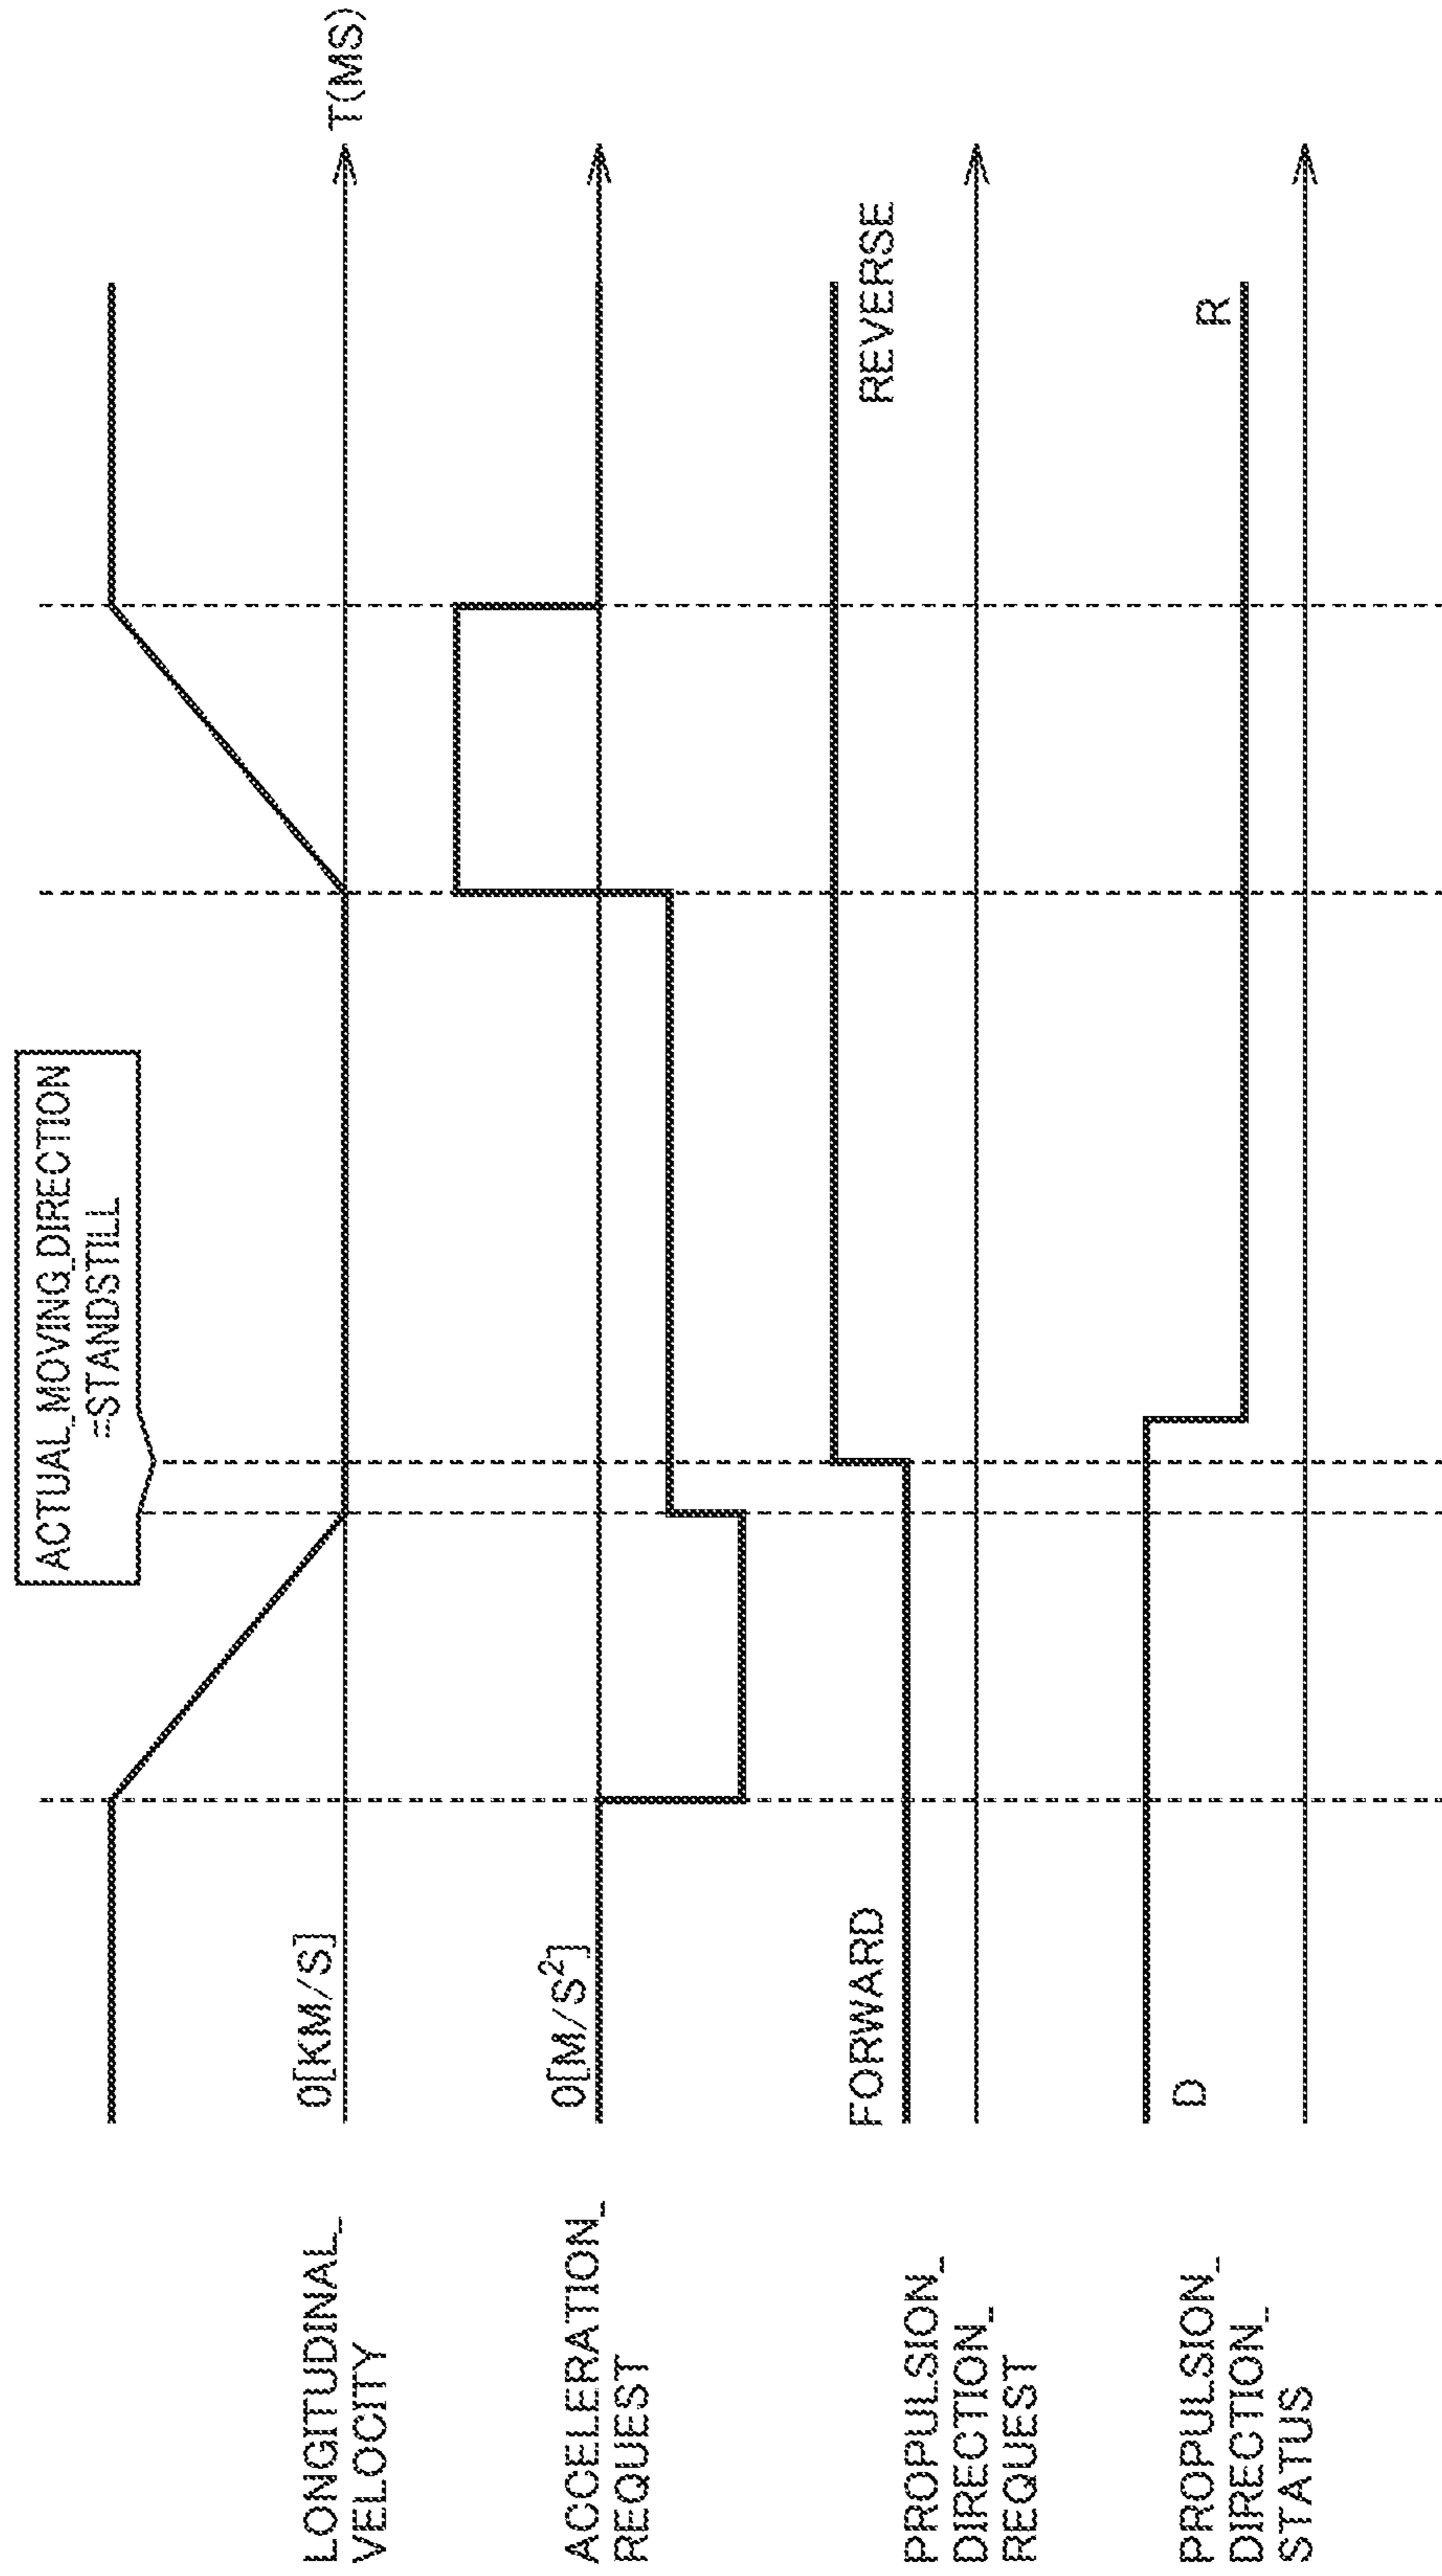 ACTUAL_MOVING_DIRECTION
=STANDSTILL
LONGITUDINAL_
VELOCITY
0[KM/S]
T(MS)
ACCELERATION_
REQUEST
0[M/S²]
PROPULSION_
DIRECTION_
REQUEST
FORWARD
REVERSE
PROPULSION_
DIRECTION_
STATUS
D
R